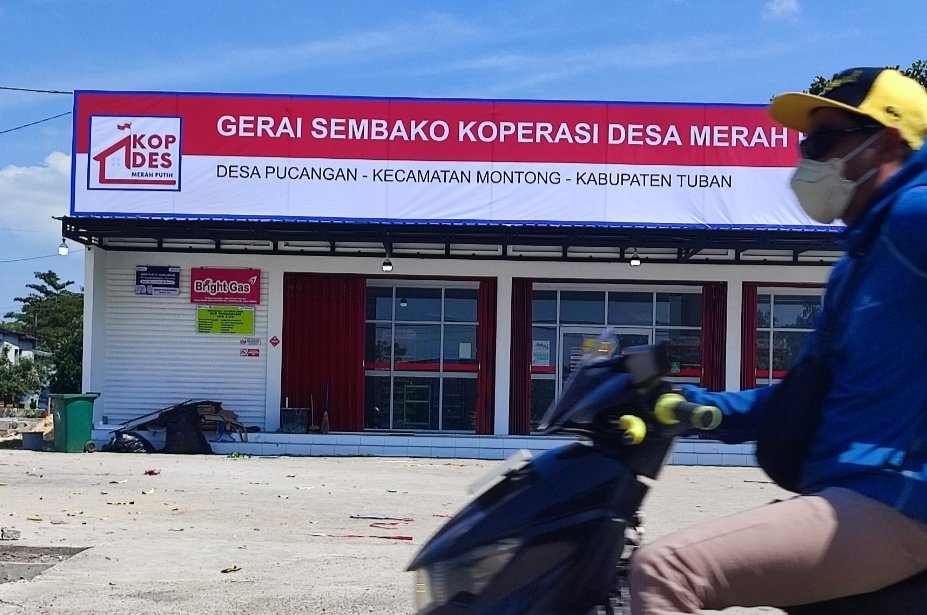 KOP
DES
MERAH PUTIH
GERAI SEMBAKO KOPERASI DESA MERAH
DESA PUCANGAN - KECAMATAN MONTONG - KABUPATEN TUBAN
Bright Gas